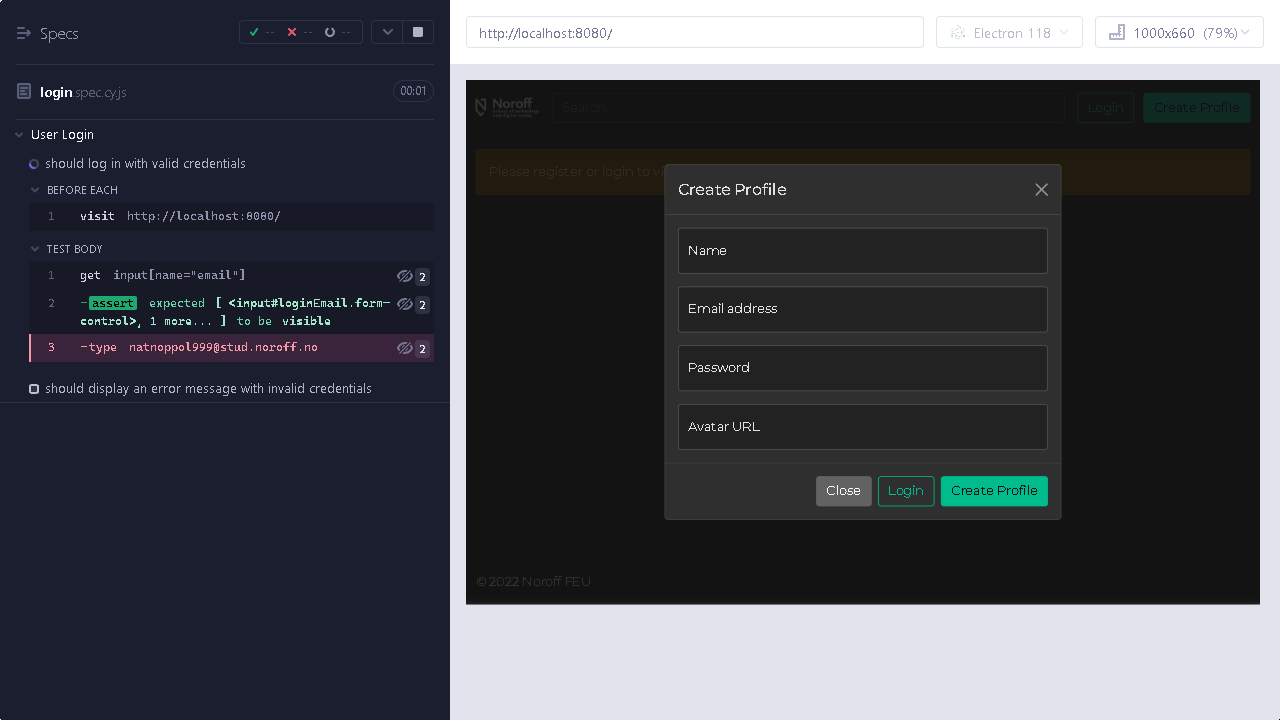 Specs
-- -- --
login.spec.cy.js
00:01
User Login
should log in with valid credentials
BEFORE EACH
1 visit http://localhost:8080/
TEST BODY
1 get input[name="email"] 2
2 -assert expected [ <input#loginEmail.form-
control>, 1 more... ] to be visible 2
3 -type natnoppol999@stud.noroff.no 2
should display an error message with invalid credentials
http://localhost:8080/
Electron 118
1000x660 (79%)
Noroff
Search
Login
Create Profile
Please register or login to vi
Create Profile
Name
Email address
Password
Avatar URL
Close
Login
Create Profile
© 2022 Noroff FEU